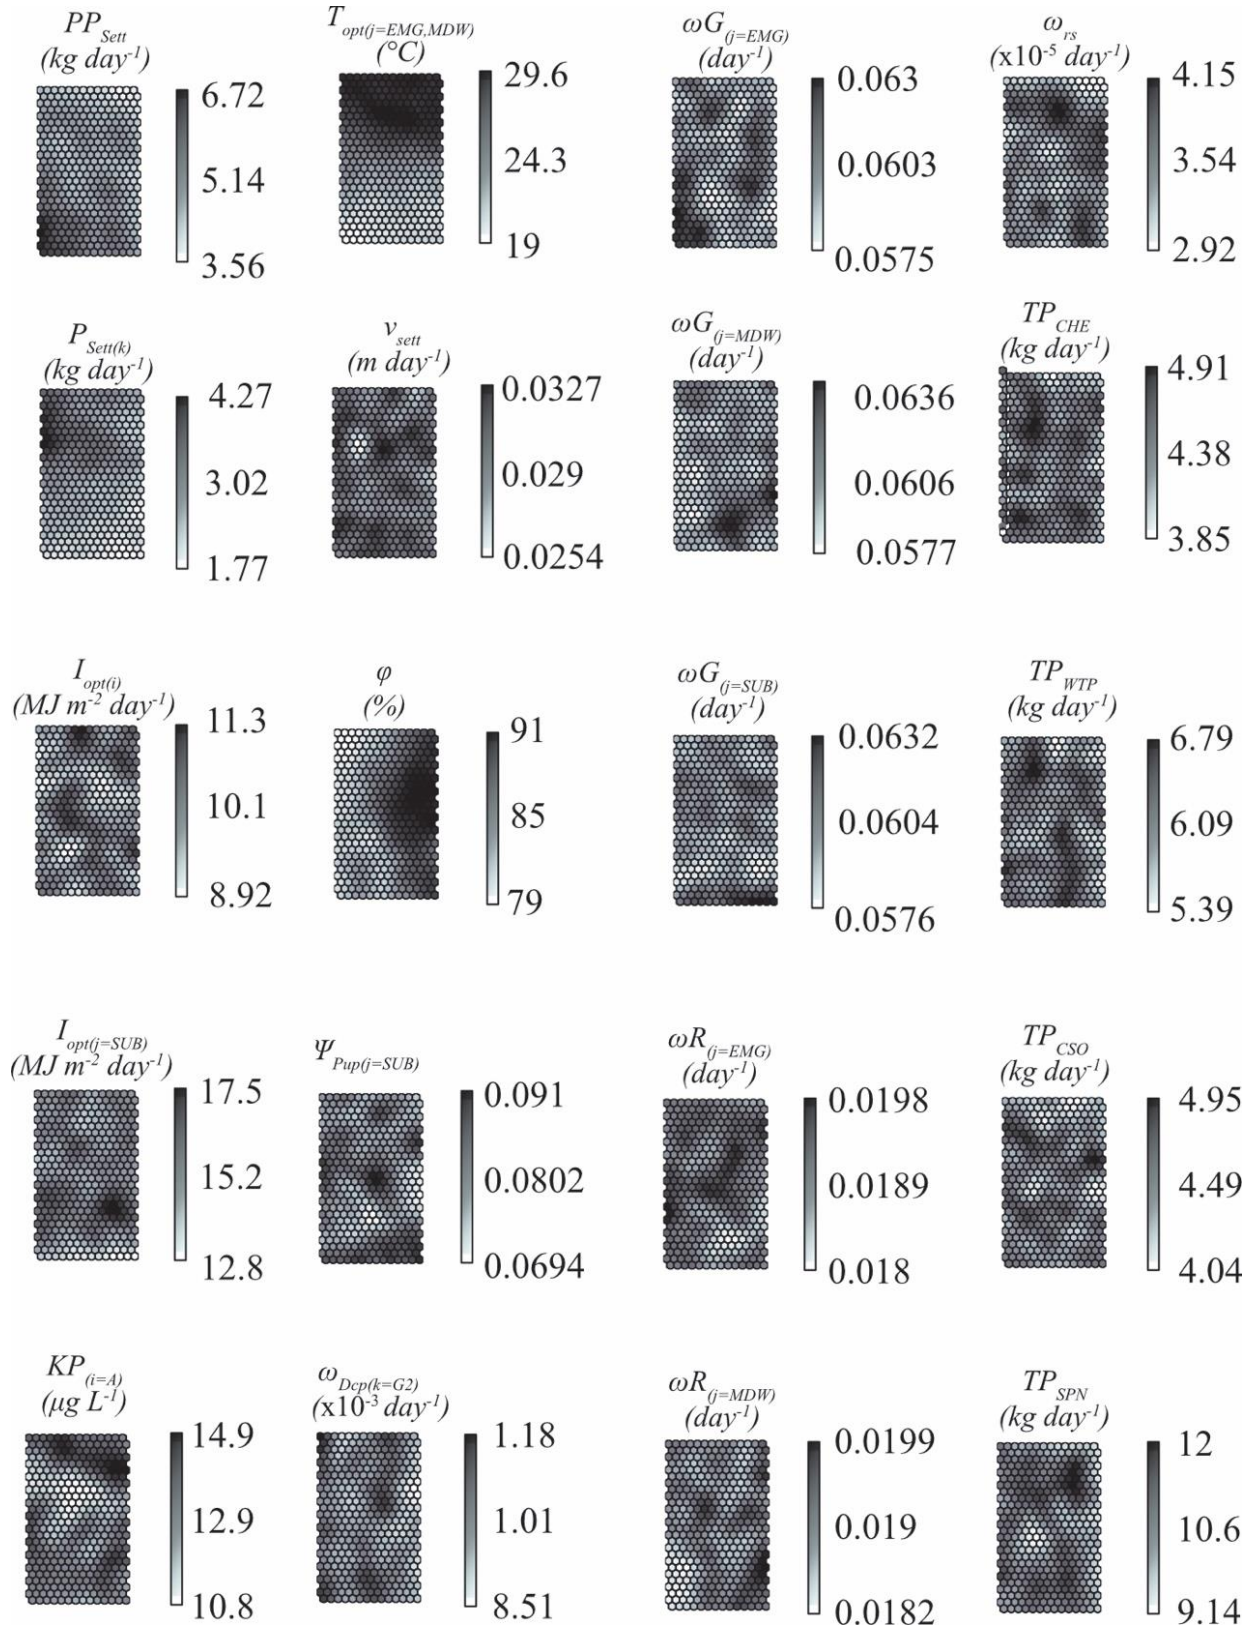 PP_Sett
(kg day⁻¹)
6.72
5.14
3.56
T_opt(j=EMG,MDW)
(°C)
29.6
24.3
19
ωG_(j=EMG)
(day⁻¹)
0.063
0.0603
0.0575
ω_rs
(x10⁻⁵ day⁻¹)
4.15
3.54
2.92
P_Sett(k)
(kg day⁻¹)
4.27
3.02
1.77
v_sett
(m day⁻¹)
0.0327
0.029
0.0254
ωG_(j=MDW)
(day⁻¹)
0.0636
0.0606
0.0577
TP_CHE
(kg day⁻¹)
4.91
4.38
3.85
I_opt(i)
(MJ m⁻² day⁻¹)
11.3
10.1
8.92
φ
(%)
91
85
79
ωG_(j=SUB)
(day⁻¹)
0.0632
0.0604
0.0576
TP_WTP
(kg day⁻¹)
6.79
6.09
5.39
I_opt(j=SUB)
(MJ m⁻² day⁻¹)
17.5
15.2
12.8
Ψ_Pup(j=SUB)
0.091
0.0802
0.0694
ωR_(j=EMG)
(day⁻¹)
0.0198
0.0189
0.018
TP_CSO
(kg day⁻¹)
4.95
4.49
4.04
KP_(i=A)
(μg L⁻¹)
14.9
12.9
10.8
ω_Dcp(k=G2)
(x10⁻³ day⁻¹)
1.18
1.01
8.51
ωR_(j=MDW)
(day⁻¹)
0.0199
0.019
0.0182
TP_SPN
(kg day⁻¹)
12
10.6
9.14